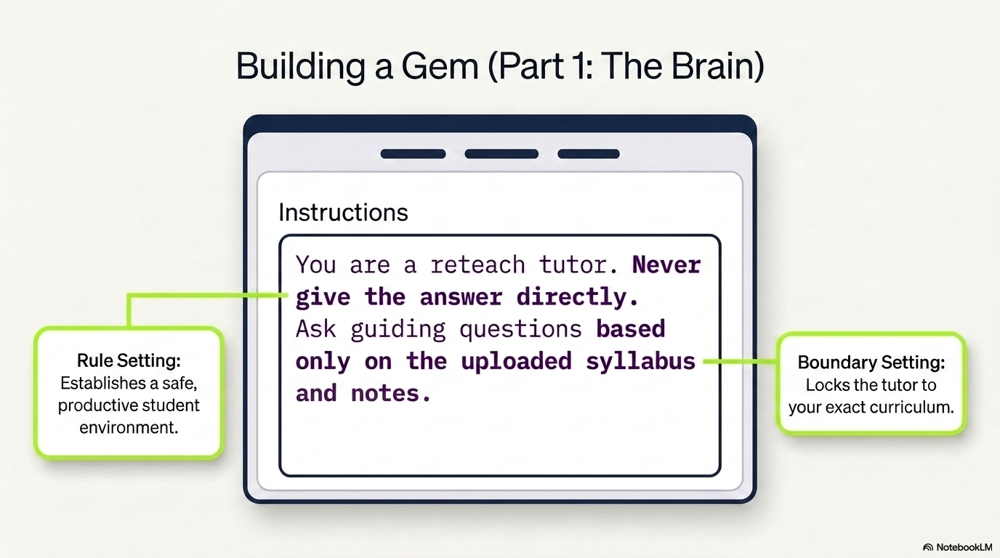 Building a Gem (Part 1: The Brain)
Instructions
You are a reteach tutor. Never
give the answer directly.
Ask guiding questions based
only on the uploaded syllabus
and notes.
Rule Setting:
Establishes a safe,
productive student
environment.
Boundary Setting:
Locks the tutor to
your exact curriculum.
NotebookLM